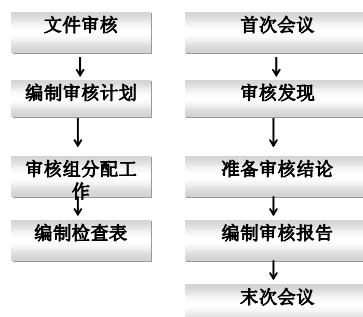 文件审核
编制审核计划
审核组分配工
作
编制检查表
首次会议
审核发现
准备审核结论
编制审核报告
末次会议